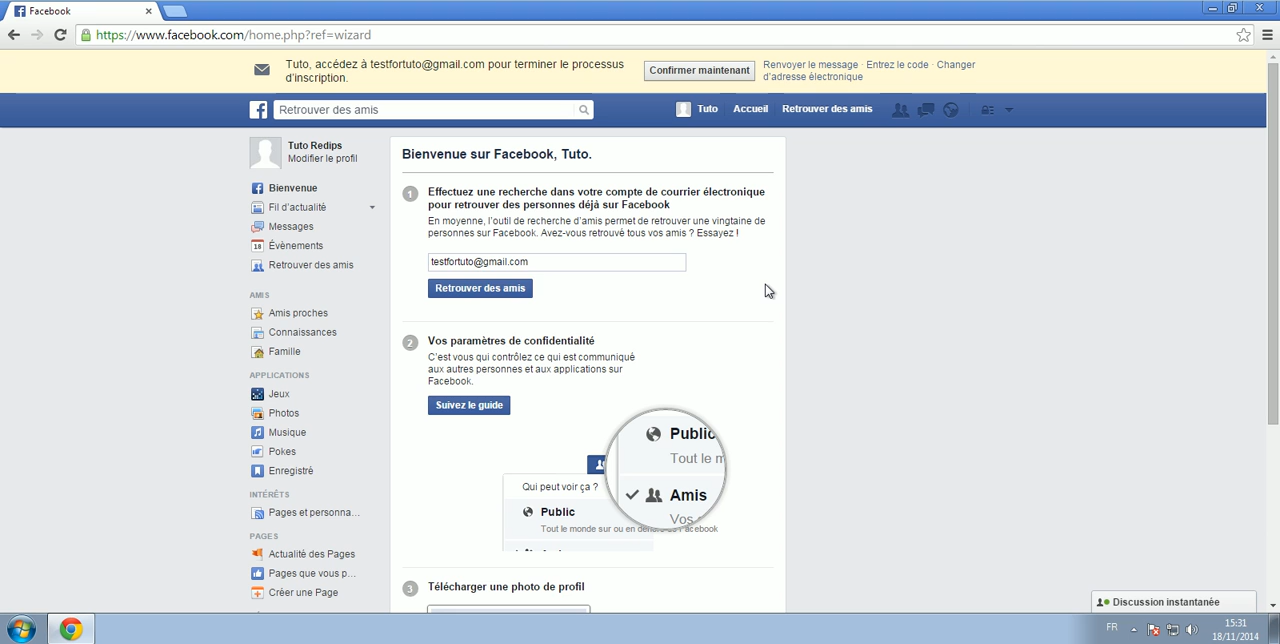 Facebook
https://www.facebook.com/home.php?ref=wizard
Tuto, accédez à testfortuto@gmail.com pour terminer le processus
d'inscription.
Confirmer maintenant
Renvoyer le message · Entrez le code · Changer
d'adresse électronique
Retrouver des amis
Tuto
Accueil
Retrouver des amis
Tuto Redips
Modifier le profil
Bienvenue
Fil d'actualité
Messages
18 Évènements
Retrouver des amis
AMIS
Amis proches
Connaissances
Famille
APPLICATIONS
Jeux
Photos
Musique
Pokes
Enregistré
INTÉRÊTS
Pages et personna...
PAGES
Actualité des Pages
Pages que vous p...
Créer une Page
Bienvenue sur Facebook, Tuto.
1
Effectuez une recherche dans votre compte de courrier électronique
pour retrouver des personnes déjà sur Facebook
En moyenne, l'outil de recherche d'amis permet de retrouver une vingtaine de
personnes sur Facebook. Avez-vous retrouvé tous vos amis ? Essayez !
testfortuto@gmail.com
Retrouver des amis
2
Vos paramètres de confidentialité
C'est vous qui contrôlez ce qui est communiqué
aux autres personnes et aux applications sur
Facebook.
Suivez le guide
Public
Tout le m
Amis
Vos
Qui peut voir ça ?
Public
Tout le monde sur ou en dehors de Facebook
3
Télécharger une photo de profil
Discussion instantanée
FR
15:31
18/11/2014